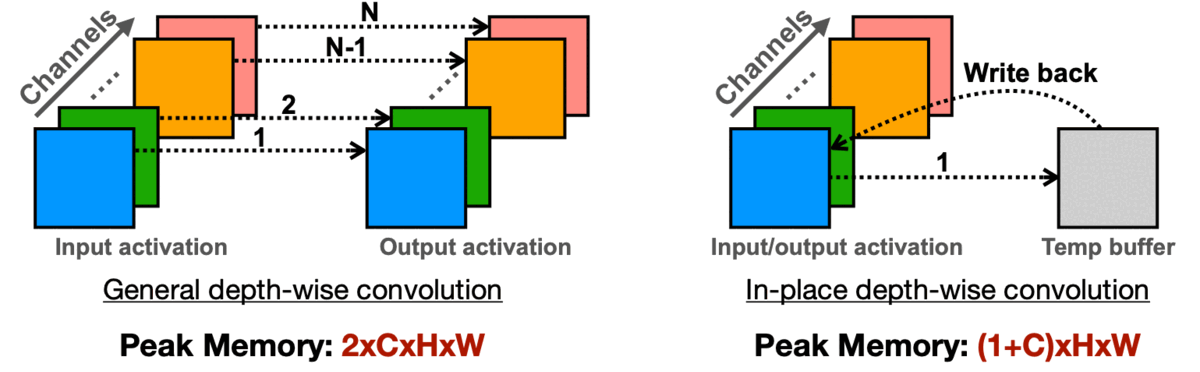 Channels
N
N-1
2
1
Input activation
Output activation
General depth-wise convolution
Peak Memory: 2xCxHxW
Channels
Write back
1
Input/output activation
Temp buffer
In-place depth-wise convolution
Peak Memory: (1+C)xHxW